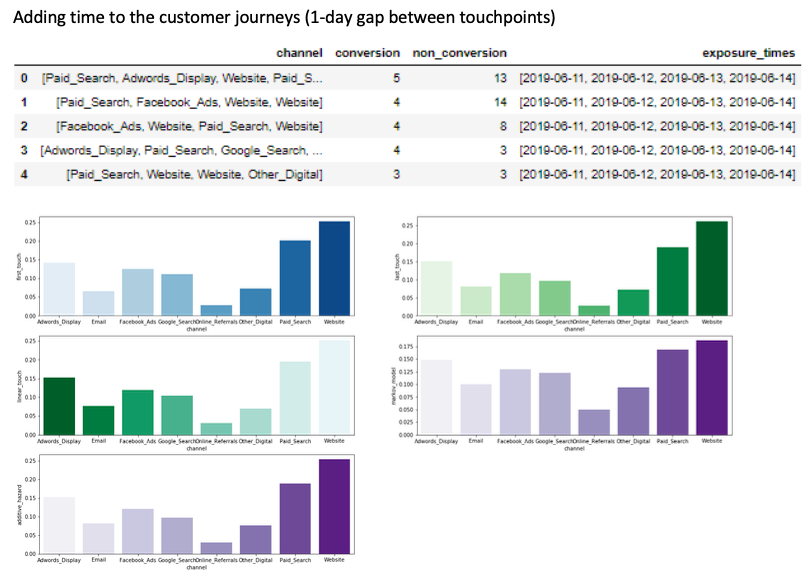 Adding time to the customer journeys (1-day gap between touchpoints)
channel conversion non_conversion exposure_times
0 [Paid_Search, Adwords_Display, Website, Paid_S... 5 13 [2019-06-11, 2019-06-12, 2019-06-13, 2019-06-14]
1 [Paid_Search, Facebook_Ads, Website, Website] 4 14 [2019-06-11, 2019-06-12, 2019-06-13, 2019-06-14]
2 [Facebook_Ads, Website, Paid_Search, Website] 4 8 [2019-06-11, 2019-06-12, 2019-06-13, 2019-06-14]
3 [Adwords_Display, Paid_Search, Google_Search, ... 4 3 [2019-06-11, 2019-06-12, 2019-06-13, 2019-06-14]
4 [Paid_Search, Website, Website, Other_Digital] 3 3 [2019-06-11, 2019-06-12, 2019-06-13, 2019-06-14]
first_touch
0.25
0.20
0.15
0.10
0.05
0.00
Adwords_Display Email Facebook_Ads Google_Search Online_Referrals Other_Digital Paid_Search Website
channel
last_touch
0.25
0.20
0.15
0.10
0.05
0.00
Adwords_Display Email Facebook_Ads Google_Search Online_Referrals Other_Digital Paid_Search Website
channel
linear_touch
0.25
0.20
0.15
0.10
0.05
0.00
Adwords_Display Email Facebook_Ads Google_Search Online_Referrals Other_Digital Paid_Search Website
channel
markov_model
0.175
0.150
0.125
0.100
0.075
0.050
0.025
0.000
Adwords_Display Email Facebook_Ads Google_Search Online_Referrals Other_Digital Paid_Search Website
channel
additive_hazard
0.25
0.20
0.15
0.10
0.05
0.00
Adwords_Display Email Facebook_Ads Google_Search Online_Referrals Other_Digital Paid_Search Website
channel